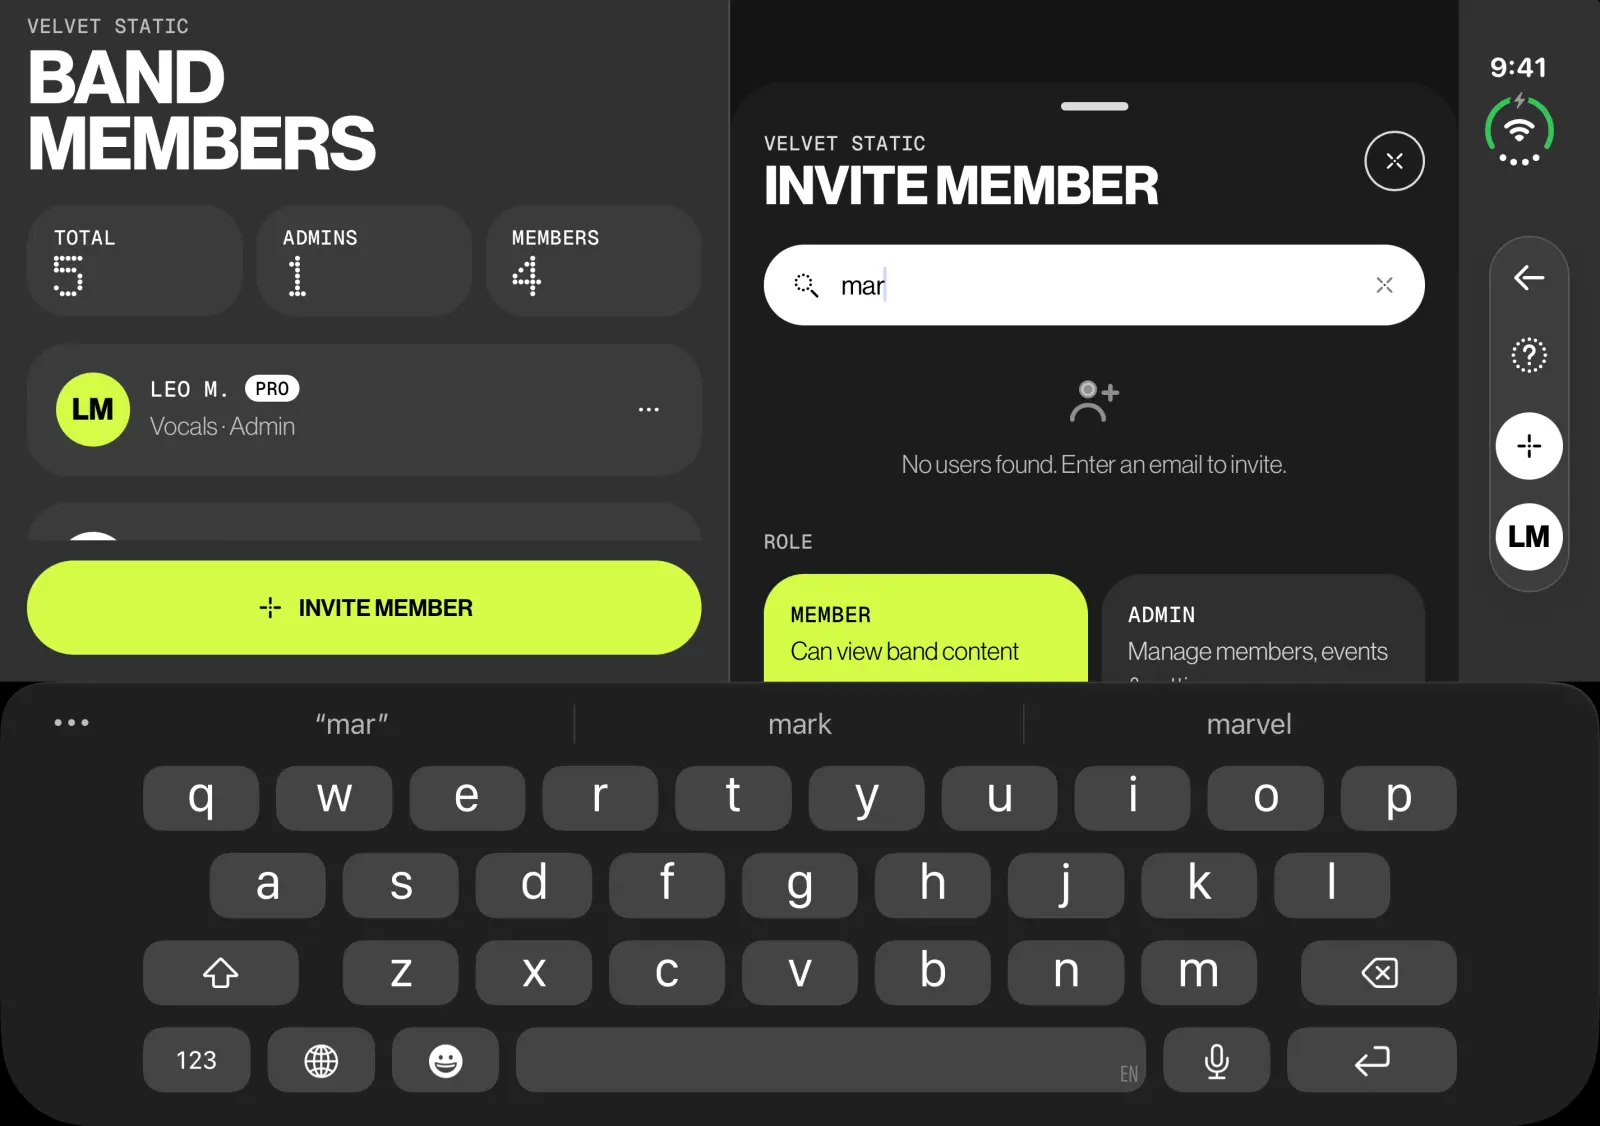 VELVET STATIC
BAND
MEMBERS
TOTAL
5
ADMINS
1
MEMBERS
4
LM
LEO M. PRO
Vocals · Admin
INVITE MEMBER
VELVET STATIC
INVITE MEMBER
mar
No users found. Enter an email to invite.
ROLE
MEMBER
Can view band content
ADMIN
Manage members, events
9:41
?
LM
“mar”
mark
marvel
q w e r t y u i o p
a s d f g h j k l
z x c v b n m
123
EN